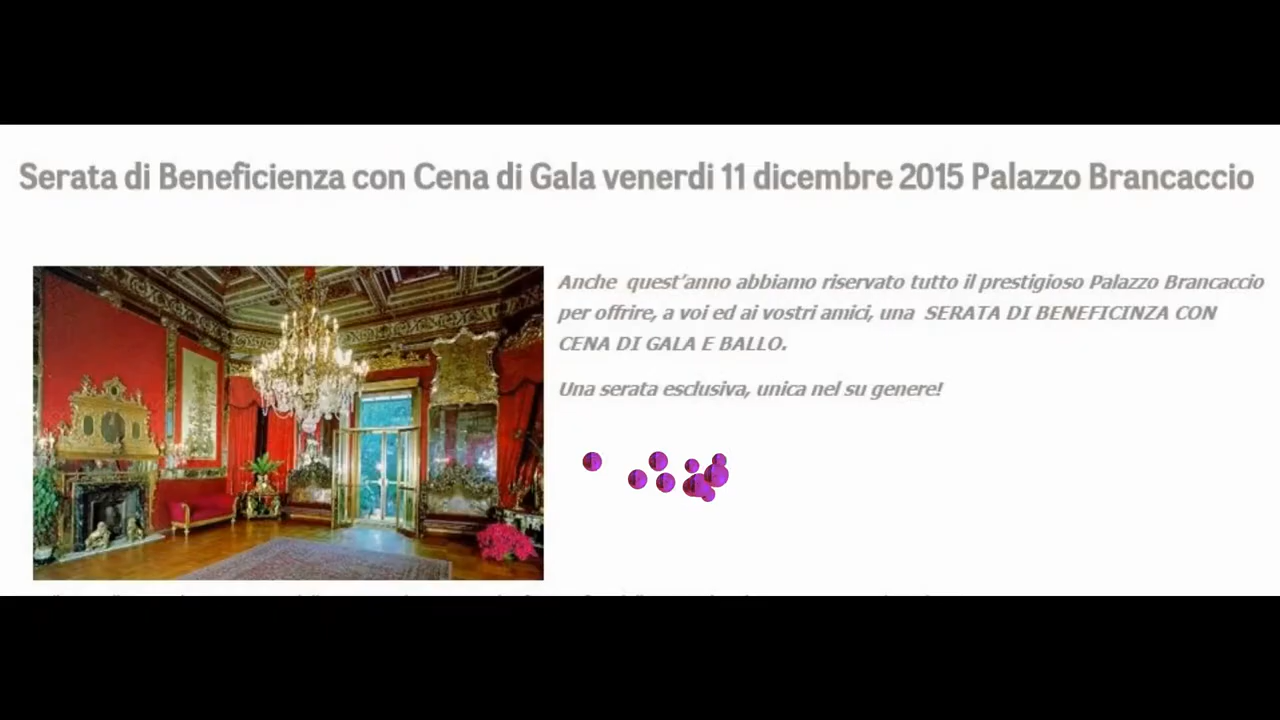 Serata di Beneficienza con Cena di Gala venerdi 11 dicembre 2015 Palazzo Brancaccio
Anche quest'anno abbiamo riservato tutto il prestigioso Palazzo Brancaccio
per offrire, a voi ed ai vostri amici, una SERATA DI BENEFICINZA CON
CENA DI GALA E BALLO.
Una serata esclusiva, unica nel su genere!